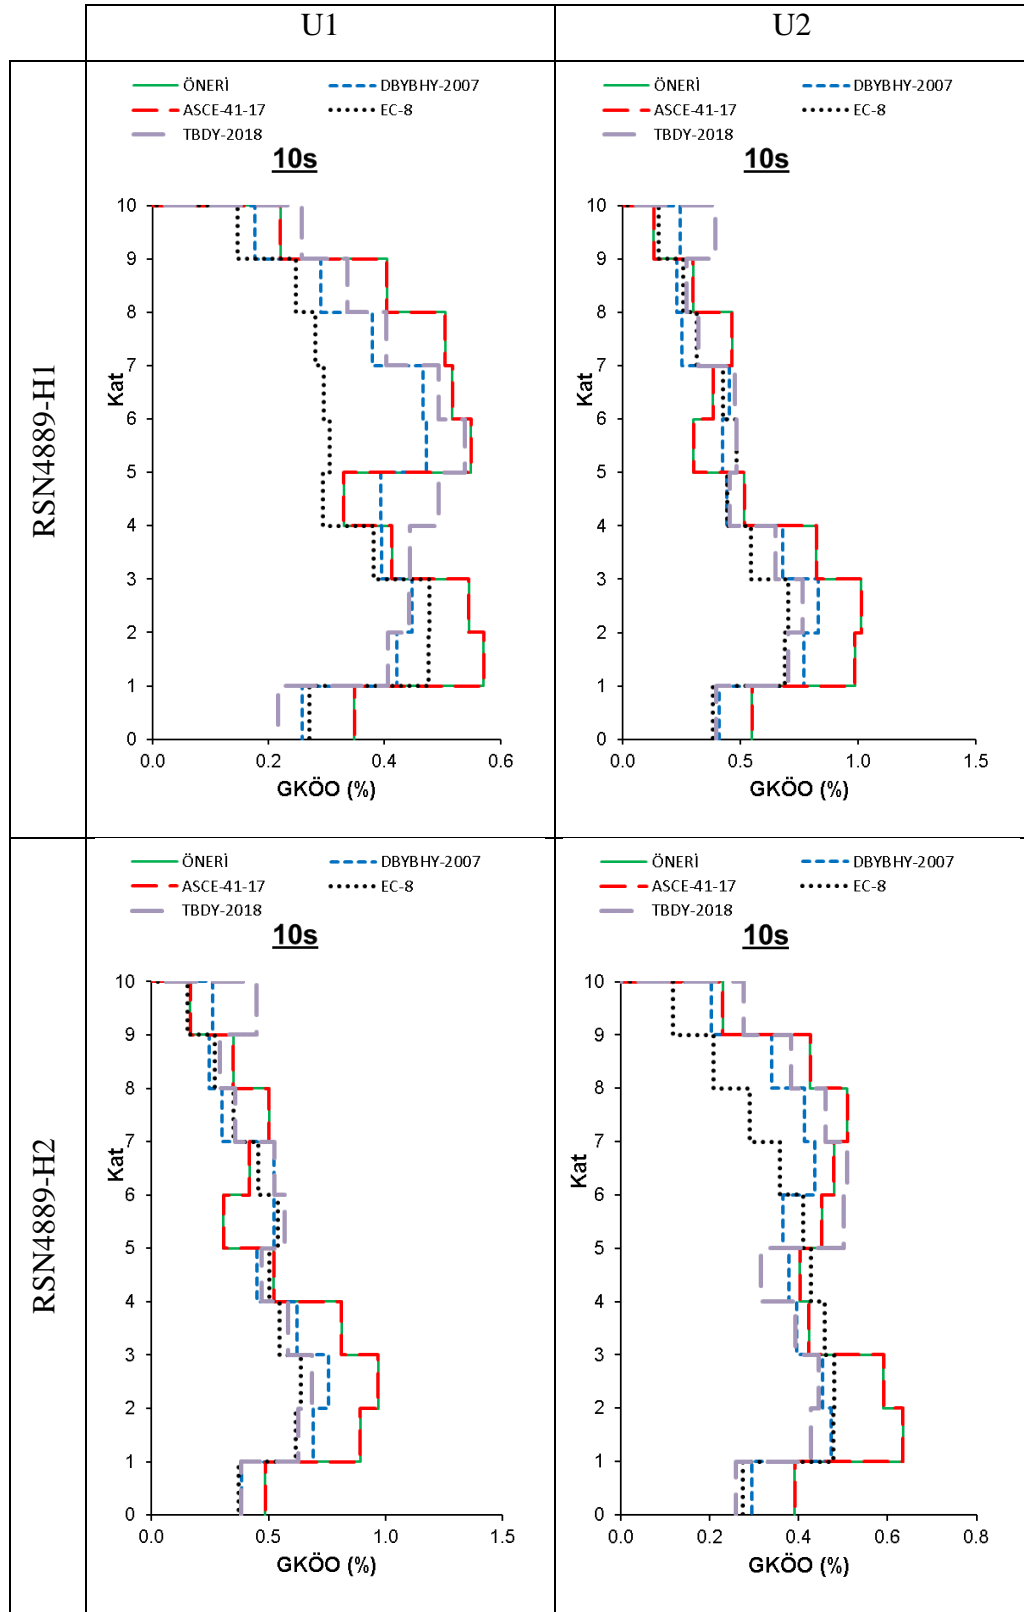 U1 U2
RSN4889-H1
ÖNERİ DBYBHY-2007
ASCE-41-17 EC-8
TBDY-2018
10s
Kat
10
9
8
7
6
5
4
3
2
1
0
0.0 0.2 0.4 0.6
GKÖO (%)
ÖNERİ DBYBHY-2007
ASCE-41-17 EC-8
TBDY-2018
10s
Kat
10
9
8
7
6
5
4
3
2
1
0
0.0 0.5 1.0 1.5
GKÖO (%)
RSN4889-H2
ÖNERİ DBYBHY-2007
ASCE-41-17 EC-8
TBDY-2018
10s
Kat
10
9
8
7
6
5
4
3
2
1
0
0.0 0.5 1.0 1.5
GKÖO (%)
ÖNERİ DBYBHY-2007
ASCE-41-17 EC-8
TBDY-2018
10s
Kat
10
9
8
7
6
5
4
3
2
1
0
0.0 0.2 0.4 0.6 0.8
GKÖO (%)